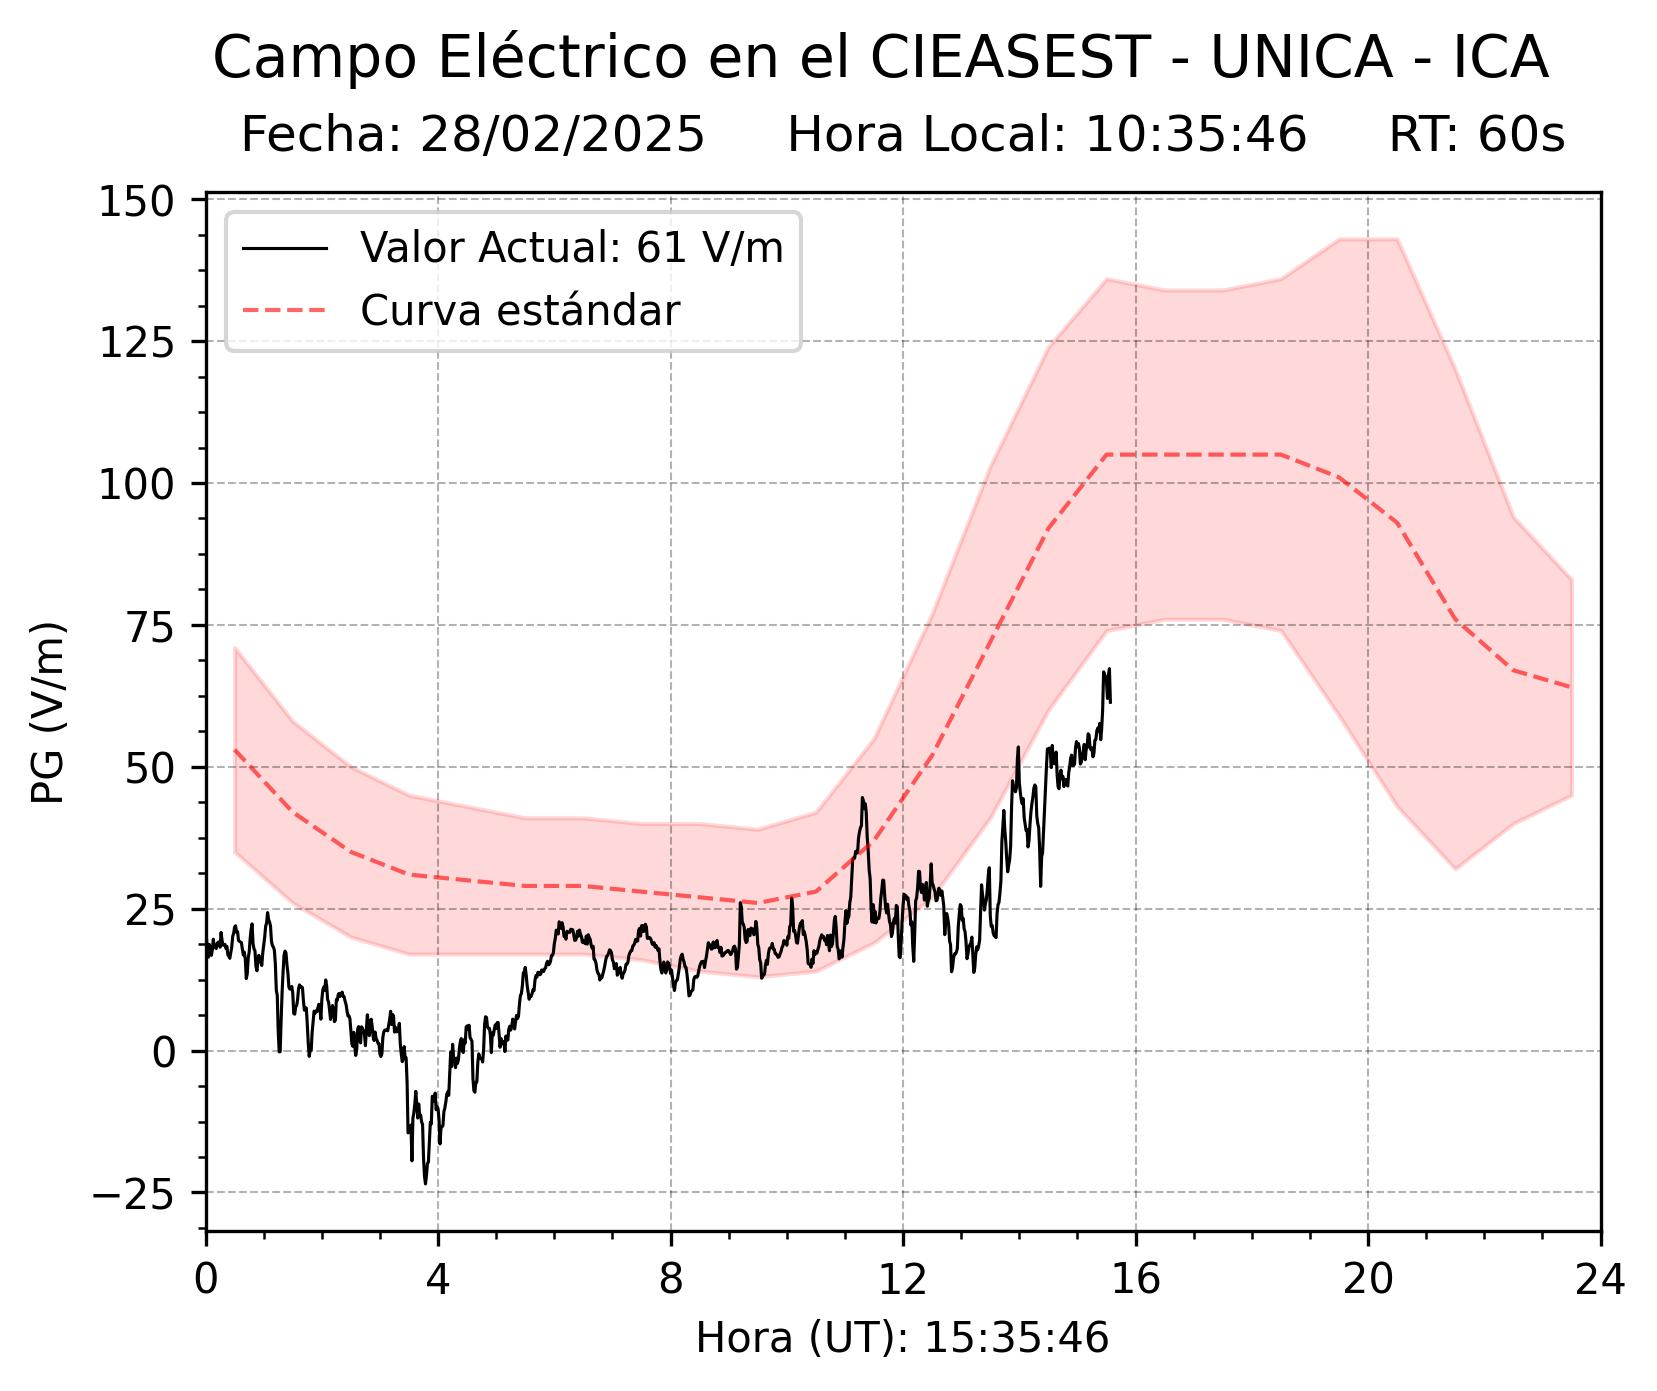 Campo Eléctrico en el CIEASEST - UNICA - ICA
Fecha: 28/02/2025 Hora Local: 10:35:46 RT: 60s
Valor Actual: 61 V/m
Curva estándar
150
125
100
75
50
25
0
−25
PG (V/m)
0 4 8 12 16 20 24
Hora (UT): 15:35:46